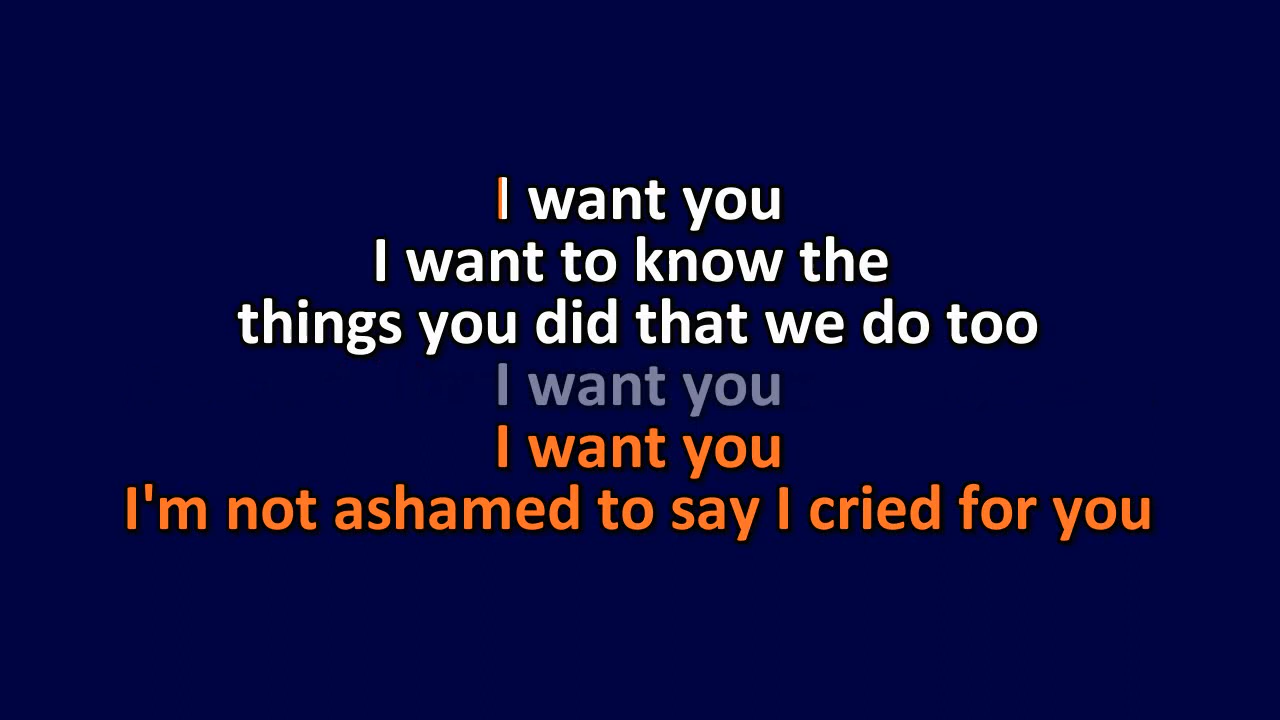 I want you
I want to know the
things you did that we do too
I want you
I want you
I'm not ashamed to say I cried for you